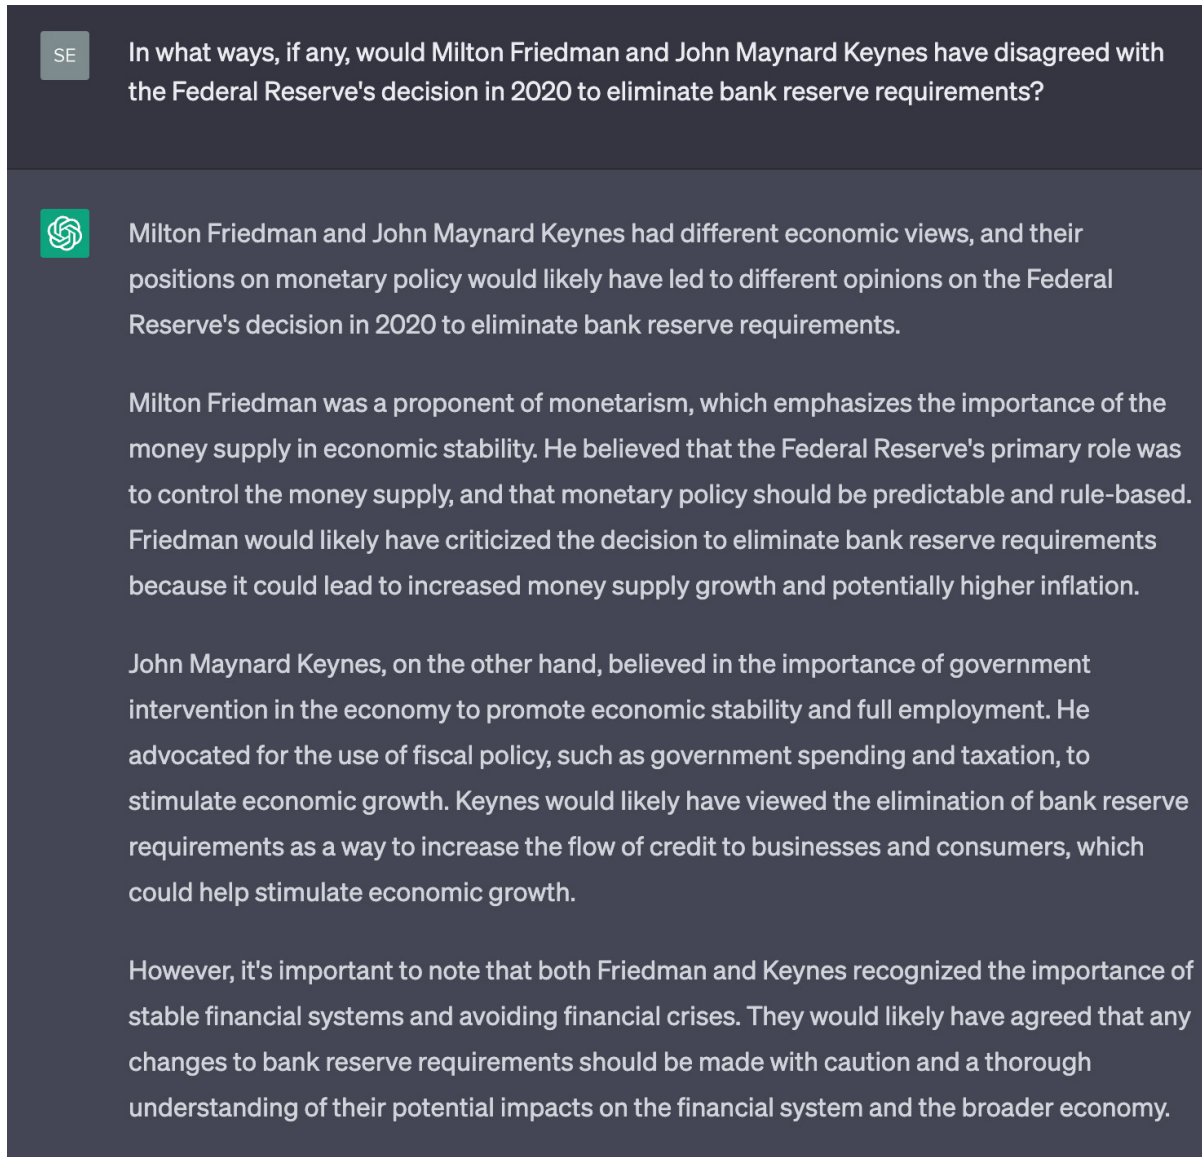 SE
In what ways, if any, would Milton Friedman and John Maynard Keynes have disagreed with
the Federal Reserve's decision in 2020 to eliminate bank reserve requirements?
Milton Friedman and John Maynard Keynes had different economic views, and their
positions on monetary policy would likely have led to different opinions on the Federal
Reserve's decision in 2020 to eliminate bank reserve requirements.
Milton Friedman was a proponent of monetarism, which emphasizes the importance of the
money supply in economic stability. He believed that the Federal Reserve's primary role was
to control the money supply, and that monetary policy should be predictable and rule-based.
Friedman would likely have criticized the decision to eliminate bank reserve requirements
because it could lead to increased money supply growth and potentially higher inflation.
John Maynard Keynes, on the other hand, believed in the importance of government
intervention in the economy to promote economic stability and full employment. He
advocated for the use of fiscal policy, such as government spending and taxation, to
stimulate economic growth. Keynes would likely have viewed the elimination of bank reserve
requirements as a way to increase the flow of credit to businesses and consumers, which
could help stimulate economic growth.
However, it's important to note that both Friedman and Keynes recognized the importance of
stable financial systems and avoiding financial crises. They would likely have agreed that any
changes to bank reserve requirements should be made with caution and a thorough
understanding of their potential impacts on the financial system and the broader economy.